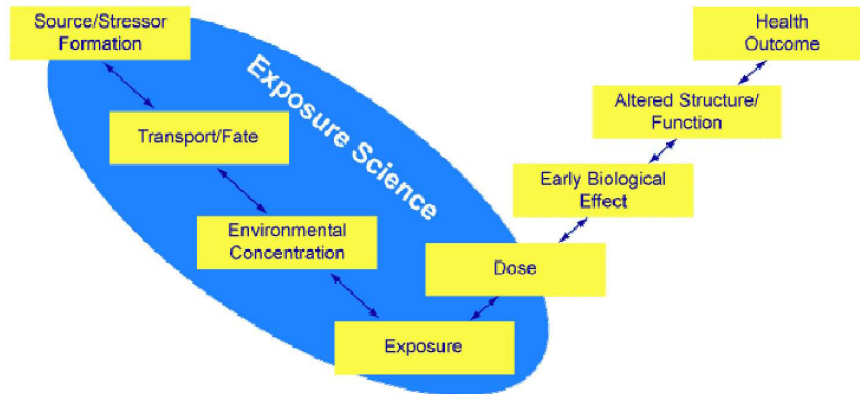 Source/Stressor
Formation
Health
Outcome
Exposure Science
Transport/Fate
Altered Structure/
Function
Early Biological
Effect
Environmental
Concentration
Dose
Exposure